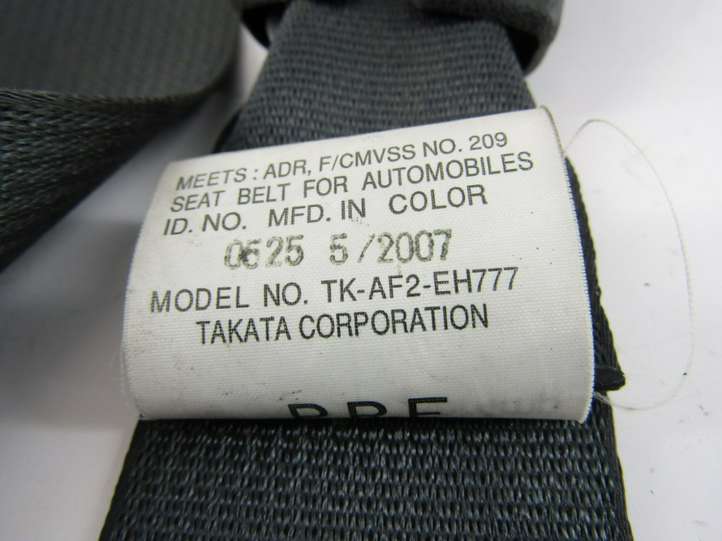 MEETS : ADR, F/CMVSS NO. 209
SEAT BELT FOR AUTOMOBILES
ID. NO. MFD. IN COLOR
0625 5/2007
MODEL NO. TK-AF2-EH777
TAKATA CORPORATION